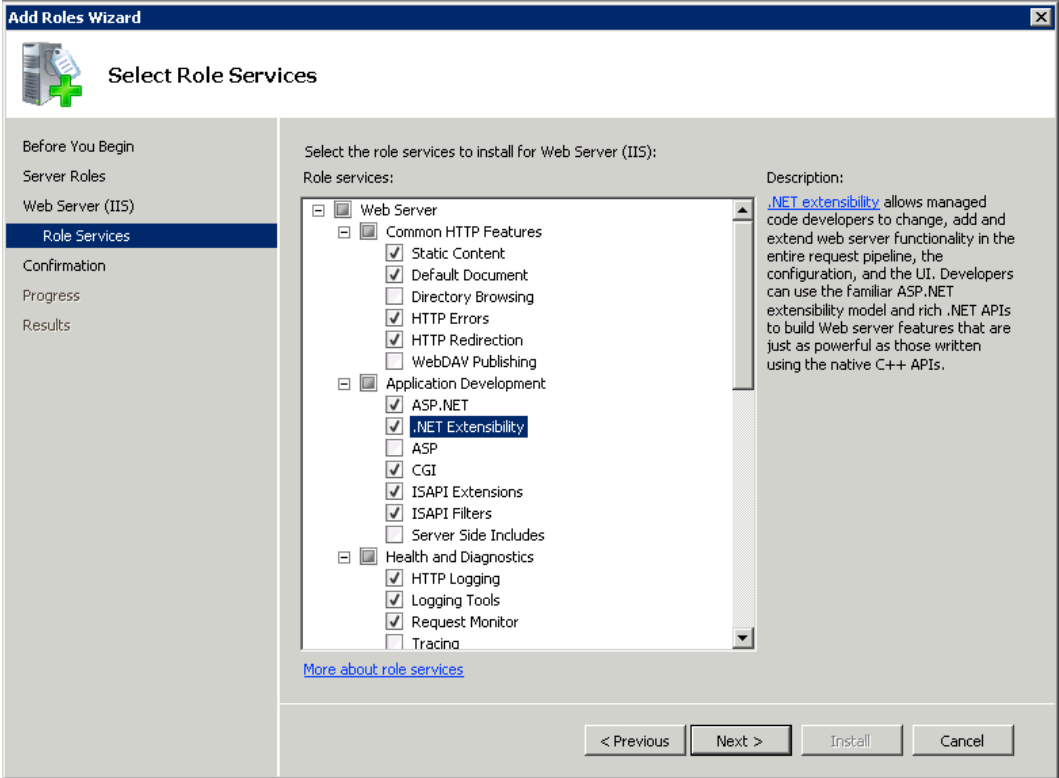 Add Roles Wizard
Select Role Services
Before You Begin
Server Roles
Web Server (IIS)
Role Services
Confirmation
Progress
Results
Select the role services to install for Web Server (IIS):
Role services:
Web Server
Common HTTP Features
Static Content
Default Document
Directory Browsing
HTTP Errors
HTTP Redirection
WebDAV Publishing
Application Development
ASP.NET
.NET Extensibility
ASP
CGI
ISAPI Extensions
ISAPI Filters
Server Side Includes
Health and Diagnostics
HTTP Logging
Logging Tools
Request Monitor
Tracing
More about role services
Description:
.NET extensibility allows managed
code developers to change, add and
extend web server functionality in the
entire request pipeline, the
configuration, and the UI. Developers
can use the familiar ASP.NET
extensibility model and rich .NET APIs
to build Web server features that are
just as powerful as those written
using the native C++ APIs.
< Previous
Next >
Install
Cancel